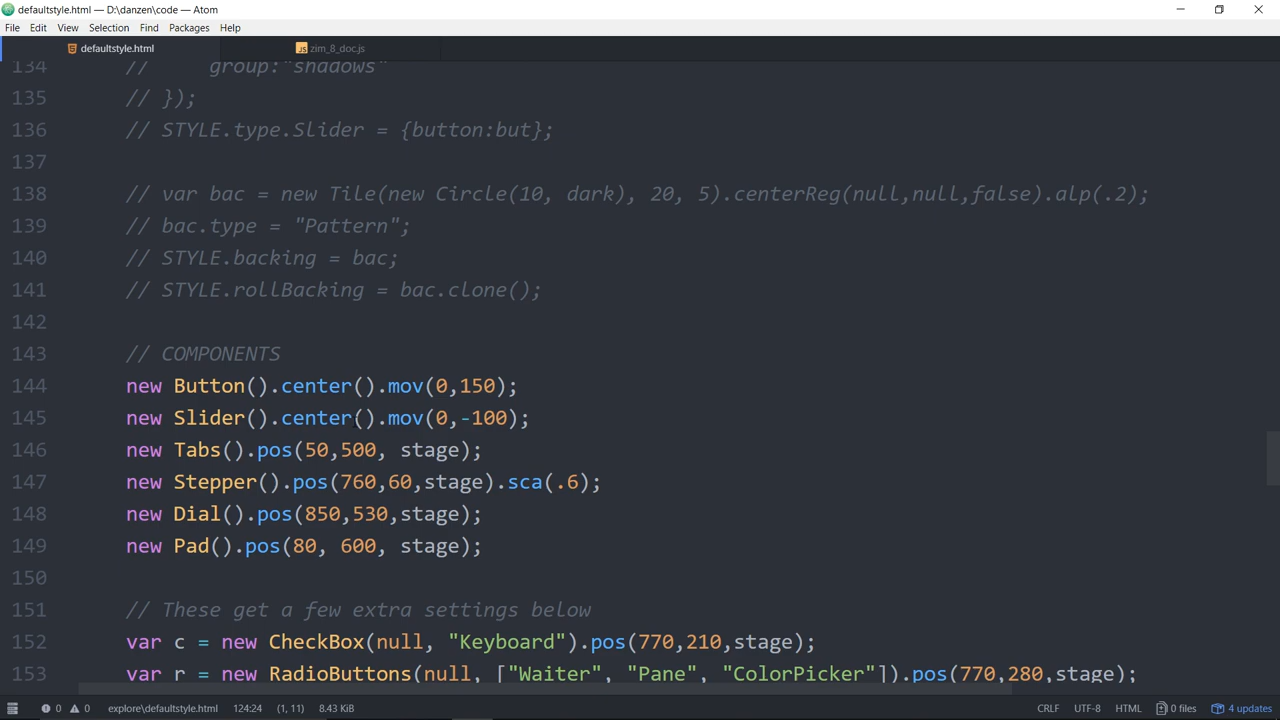 defaultstyle.html — D:\danzen\code — Atom
File Edit View Selection Find Packages Help
defaultstyle.html
JS zim_8_doc.js
134 // group:"shadows"
135 // });
136 // STYLE.type.Slider = {button:but};
137
138 // var bac = new Tile(new Circle(10, dark), 20, 5).centerReg(null,null,false).alp(.2);
139 // bac.type = "Pattern";
140 // STYLE.backing = bac;
141 // STYLE.rollBacking = bac.clone();
142
143 // COMPONENTS
144 new Button().center().mov(0,150);
145 new Slider().center().mov(0,-100);
146 new Tabs().pos(50,500, stage);
147 new Stepper().pos(760,60,stage).sca(.6);
148 new Dial().pos(850,530,stage);
149 new Pad().pos(80, 600, stage);
150
151 // These get a few extra settings below
152 var c = new CheckBox(null, "Keyboard").pos(770,210,stage);
153 var r = new RadioButtons(null, ["Waiter", "Pane", "ColorPicker"]).pos(770,280,stage);
0 0 explore\defaultstyle.html 124:24 (1, 11) 8.43 KiB CRLF UTF-8 HTML 0 files 4 updates